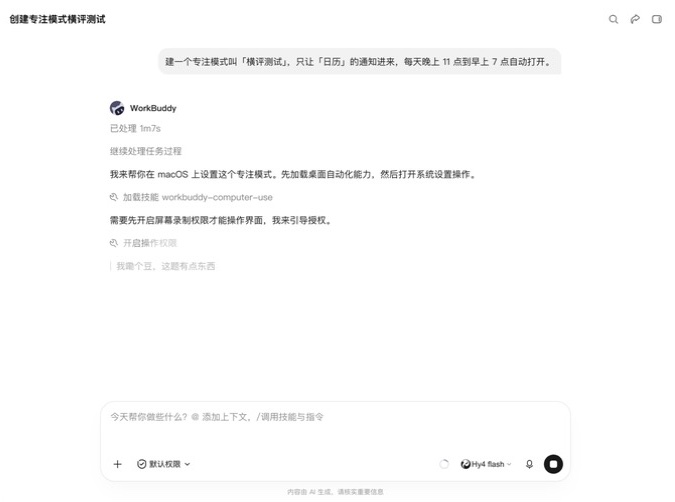 创建专注模式横评测试
建一个专注模式叫「横评测试」，只让「日历」的通知进来，每天晚上 11 点到早上 7 点自动打开。
WorkBuddy
已处理 1m7s
继续处理任务过程
我来帮你在 macOS 上设置这个专注模式。先加载桌面自动化能力，然后打开系统设置操作。
加载技能 workbuddy-computer-use
需要先开启屏幕录制权限才能操作界面，我来引导授权。
开启操作权限
我嘞个豆，这题有点东西
今天帮你做些什么？@ 添加上下文，/调用技能与指令
默认权限
Hy4 flash
内容由 AI 生成，请核实重要信息